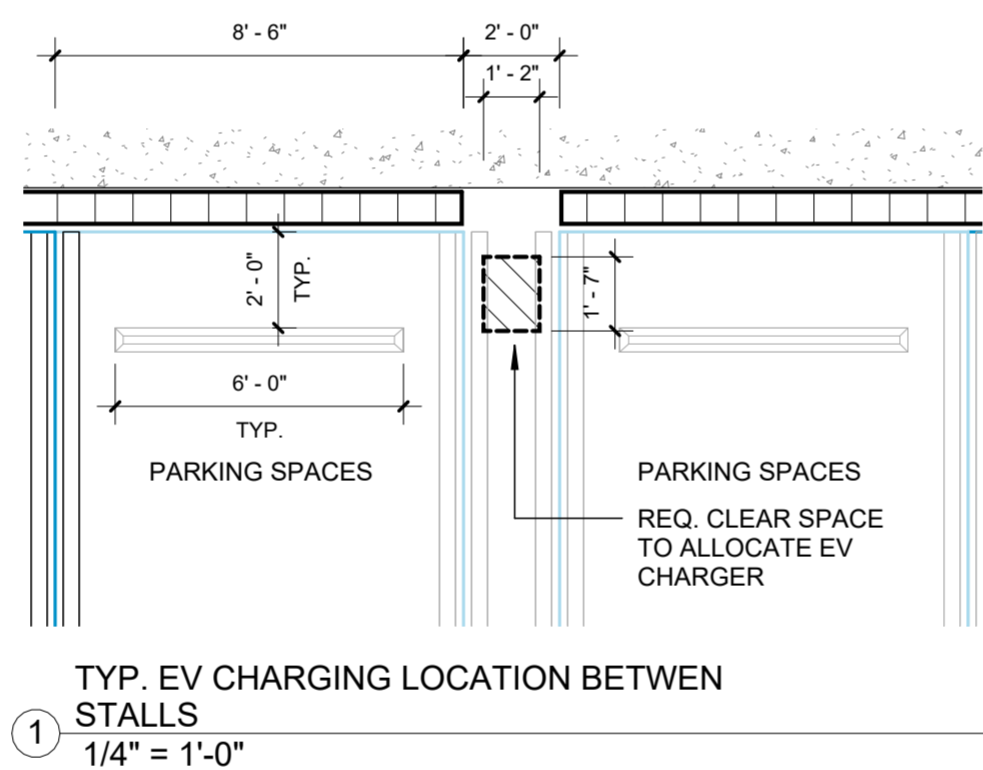 8' - 6"
2' - 0"
1' - 2"
2' - 0"
TYP.
1' - 7"
6' - 0"
TYP.
PARKING SPACES
PARKING SPACES
REQ. CLEAR SPACE
TO ALLOCATE EV
CHARGER
TYP. EV CHARGING LOCATION BETWEN
STALLS
1
1/4" = 1'-0"